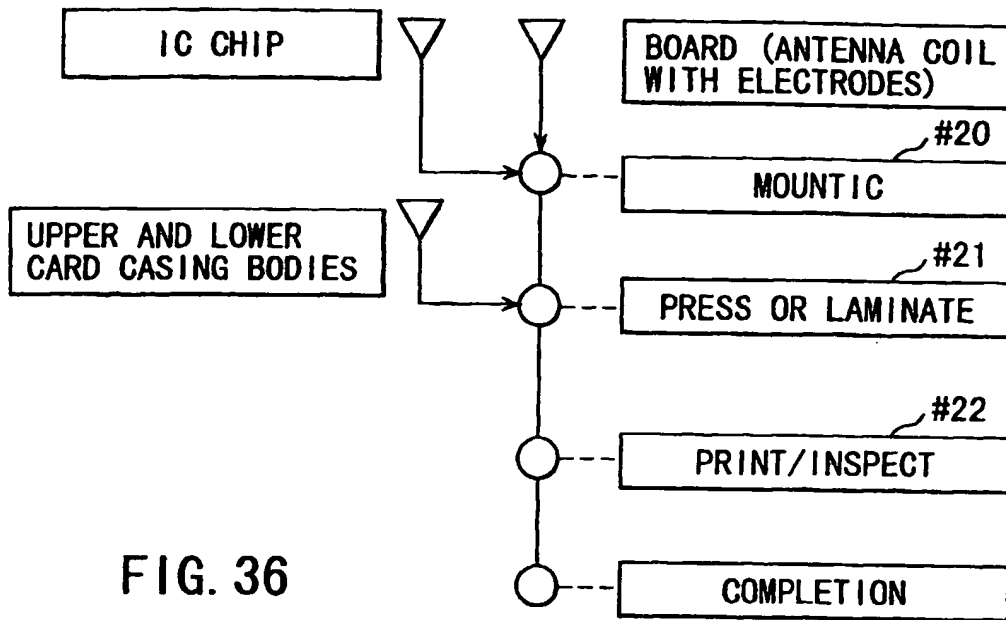 IC CHIP
BOARD (ANTENNA COIL
WITH ELECTRODES)
#20
MOUNTIC
UPPER AND LOWER
CARD CASING BODIES
#21
PRESS OR LAMINATE
#22
PRINT/INSPECT
COMPLETION
FIG. 36